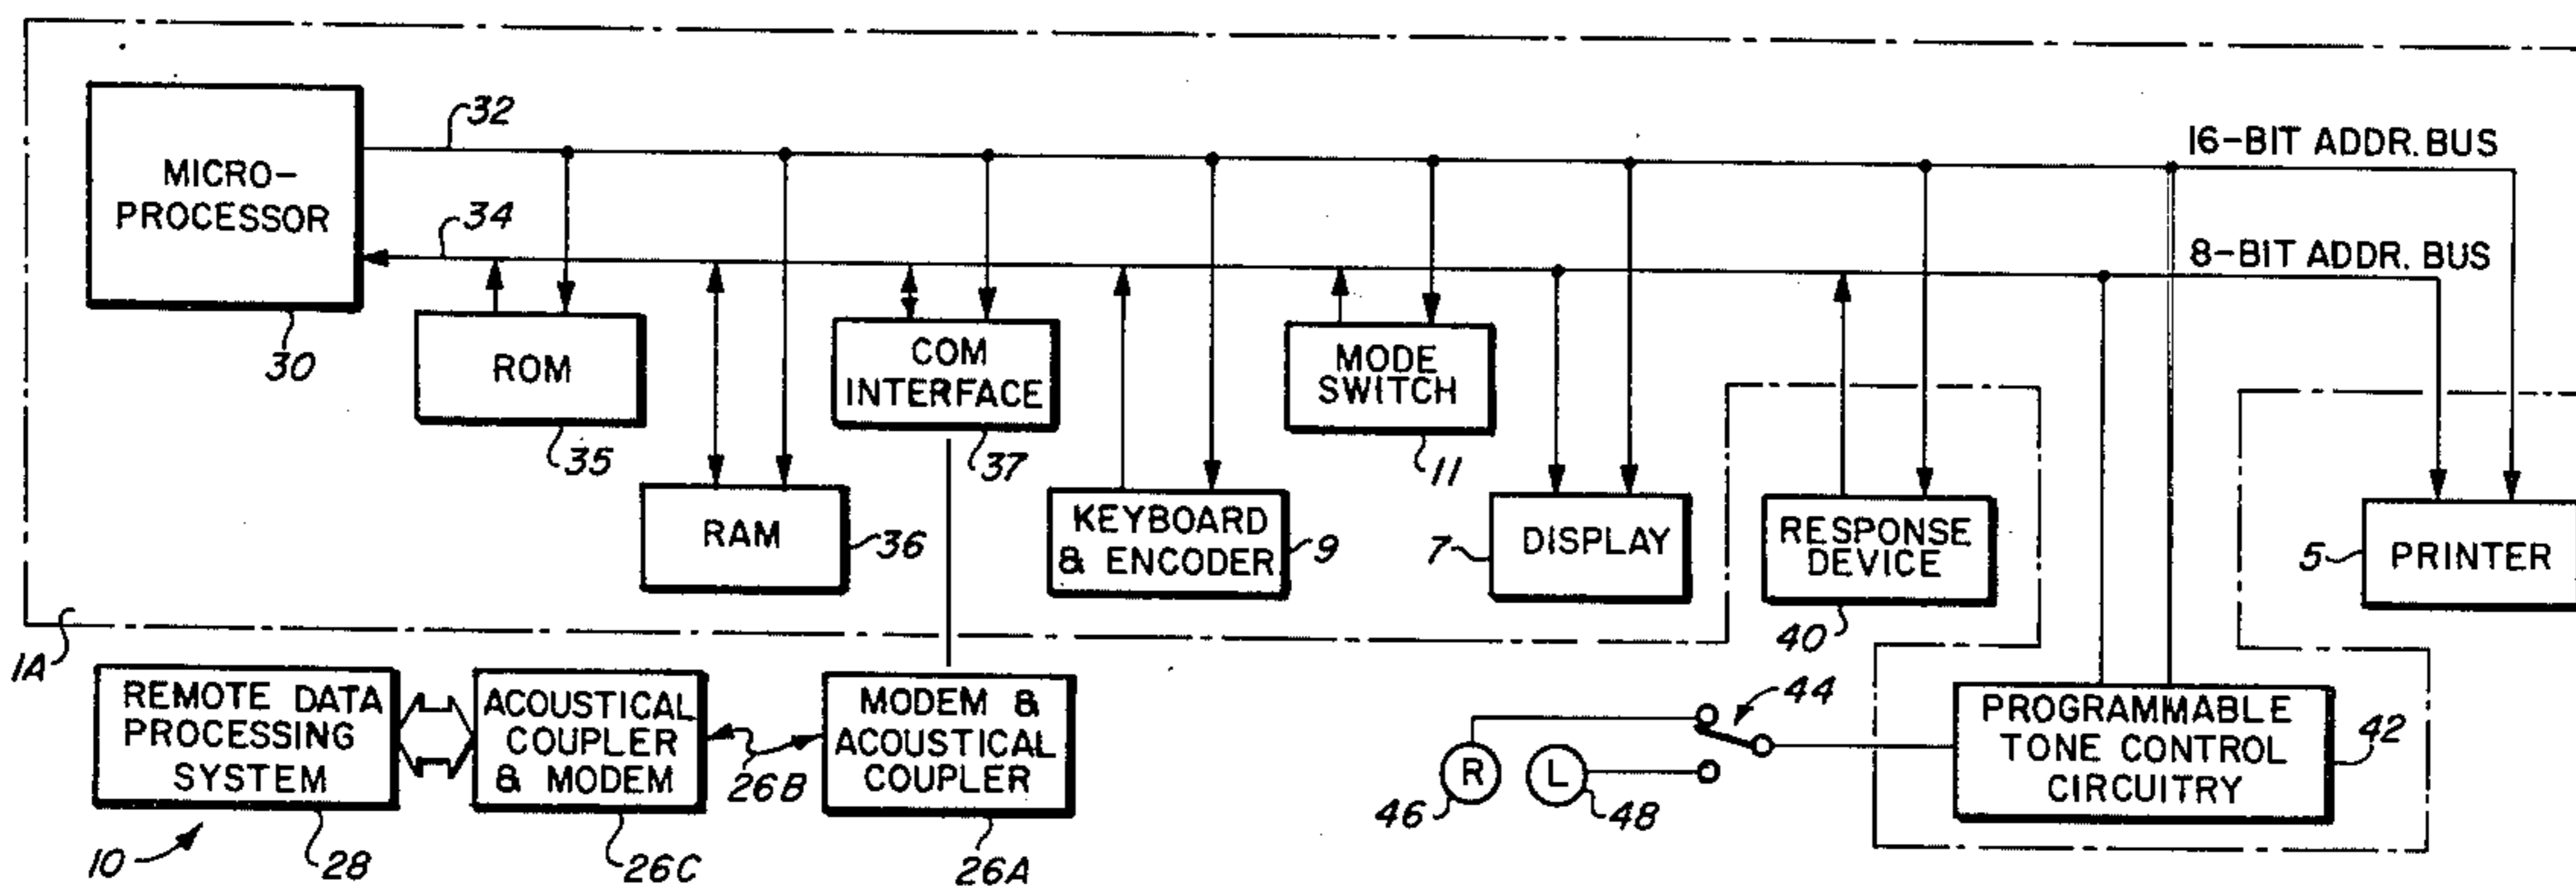 32
16-BIT ADDR. BUS
MICRO-
PROCESSOR
34
8-BIT ADDR. BUS
30
ROM
35
COM
INTERFACE
37
MODE
SWITCH
11
RAM
36
KEYBOARD
& ENCODER
9
7
DISPLAY
RESPONSE
DEVICE
40
5
PRINTER
1A
REMOTE DATA
PROCESSING
SYSTEM
28
10
ACOUSTICAL
COUPLER
& MODEM
26C
26B
MODEM &
ACOUSTICAL
COUPLER
26A
44
R
46
L
48
PROGRAMMABLE
TONE CONTROL
CIRCUITRY
42